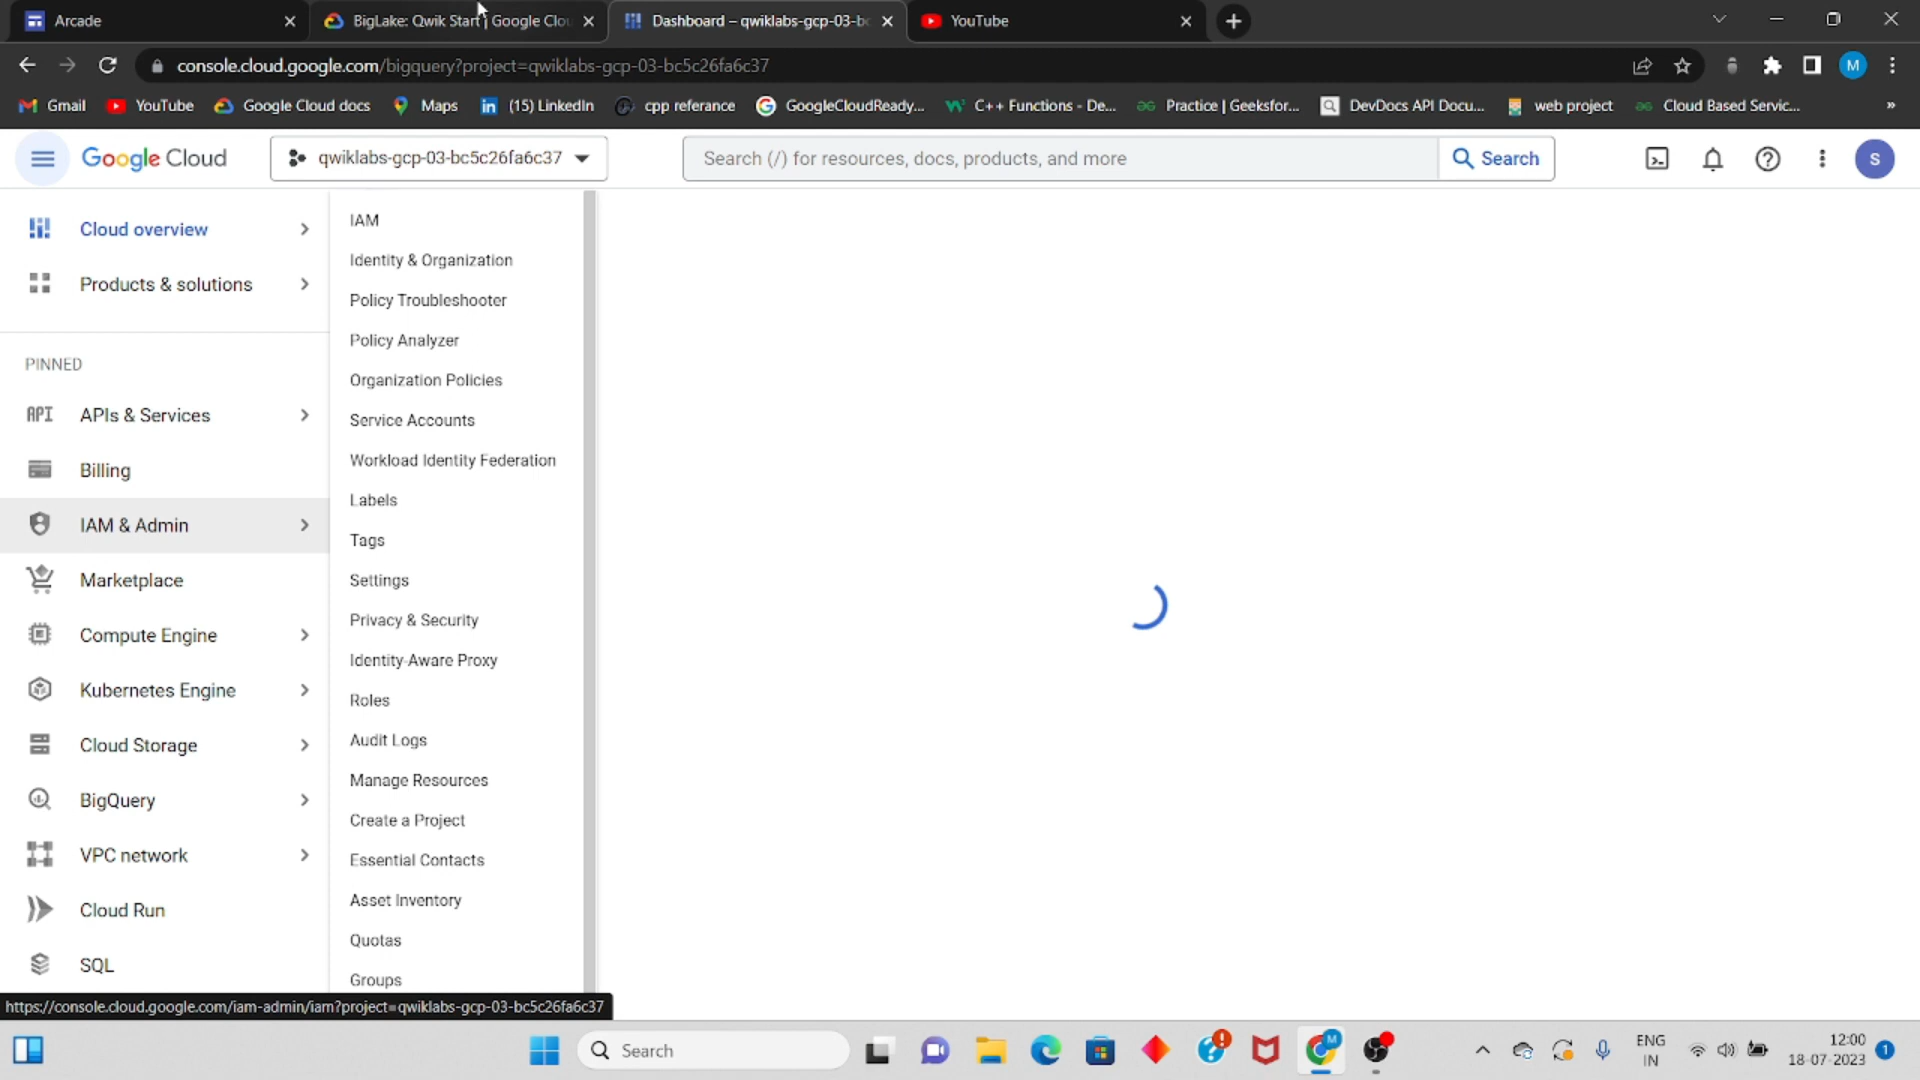 Arcade
BigLake: Qwik Start | Google Clou
Dashboard – qwiklabs-gcp-03-bc
YouTube
console.cloud.google.com/bigquery?project=qwiklabs-gcp-03-bc5c26fa6c37
M
Gmail
YouTube
Google Cloud docs
Maps
(15) LinkedIn
cpp referance
GoogleCloudReady...
C++ Functions - De...
Practice | Geeksfor...
DevDocs API Docu...
web project
Cloud Based Servic...
Google Cloud
qwiklabs-gcp-03-bc5c26fa6c37
Search (/) for resources, docs, products, and more
Search
S
Cloud overview
Products & solutions
PINNED
API APIs & Services
Billing
IAM & Admin
Marketplace
Compute Engine
Kubernetes Engine
Cloud Storage
BigQuery
VPC network
Cloud Run
SQL
IAM
Identity & Organization
Policy Troubleshooter
Policy Analyzer
Organization Policies
Service Accounts
Workload Identity Federation
Labels
Tags
Settings
Privacy & Security
Identity-Aware Proxy
Roles
Audit Logs
Manage Resources
Create a Project
Essential Contacts
Asset Inventory
Quotas
Groups
https://console.cloud.google.com/iam-admin/iam?project=qwiklabs-gcp-03-bc5c26fa6c37
Search
ENG
IN
12:00
18-07-2023
1